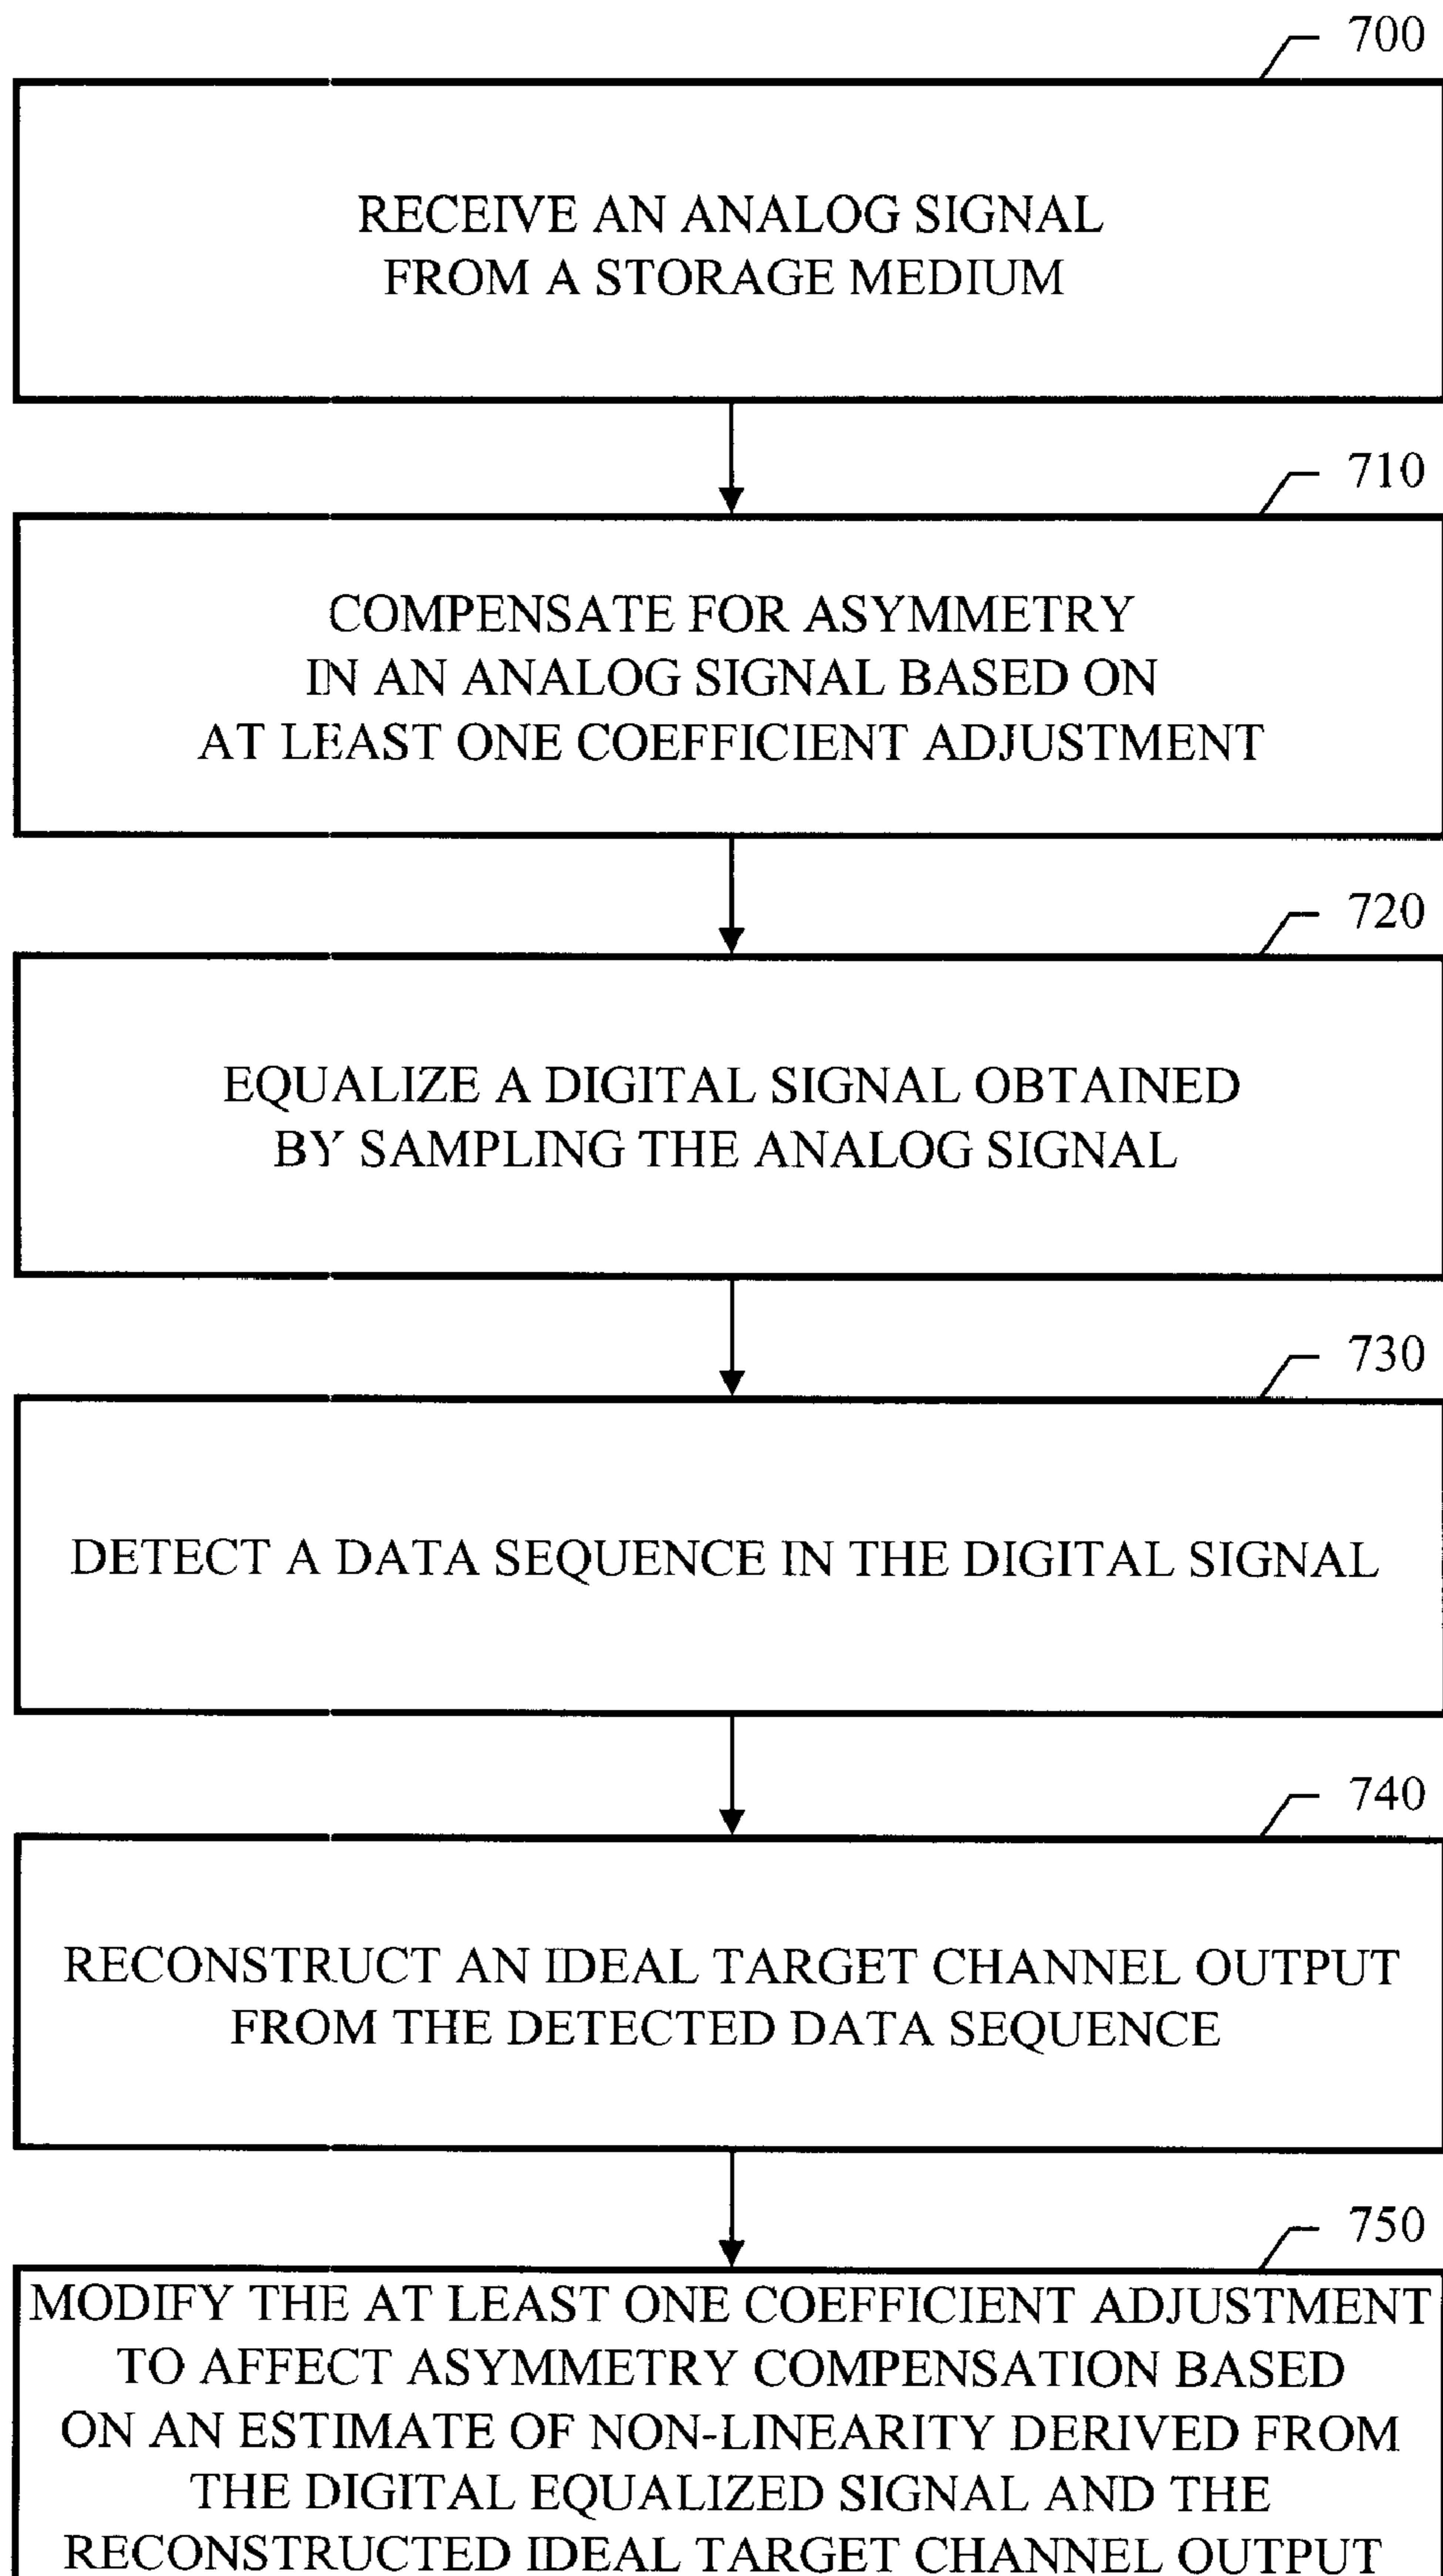 700
RECEIVE AN ANALOG SIGNAL
FROM A STORAGE MEDIUM
710
COMPENSATE FOR ASYMMETRY
IN AN ANALOG SIGNAL BASED ON
AT LEAST ONE COEFFICIENT ADJUSTMENT
720
EQUALIZE A DIGITAL SIGNAL OBTAINED
BY SAMPLING THE ANALOG SIGNAL
730
DETECT A DATA SEQUENCE IN THE DIGITAL SIGNAL
740
RECONSTRUCT AN IDEAL TARGET CHANNEL OUTPUT
FROM THE DETECTED DATA SEQUENCE
750
MODIFY THE AT LEAST ONE COEFFICIENT ADJUSTMENT
TO AFFECT ASYMMETRY COMPENSATION BASED
ON AN ESTIMATE OF NON-LINEARITY DERIVED FROM
THE DIGITAL EQUALIZED SIGNAL AND THE
RECONSTRUCTED IDEAL TARGET CHANNEL OUTPUT